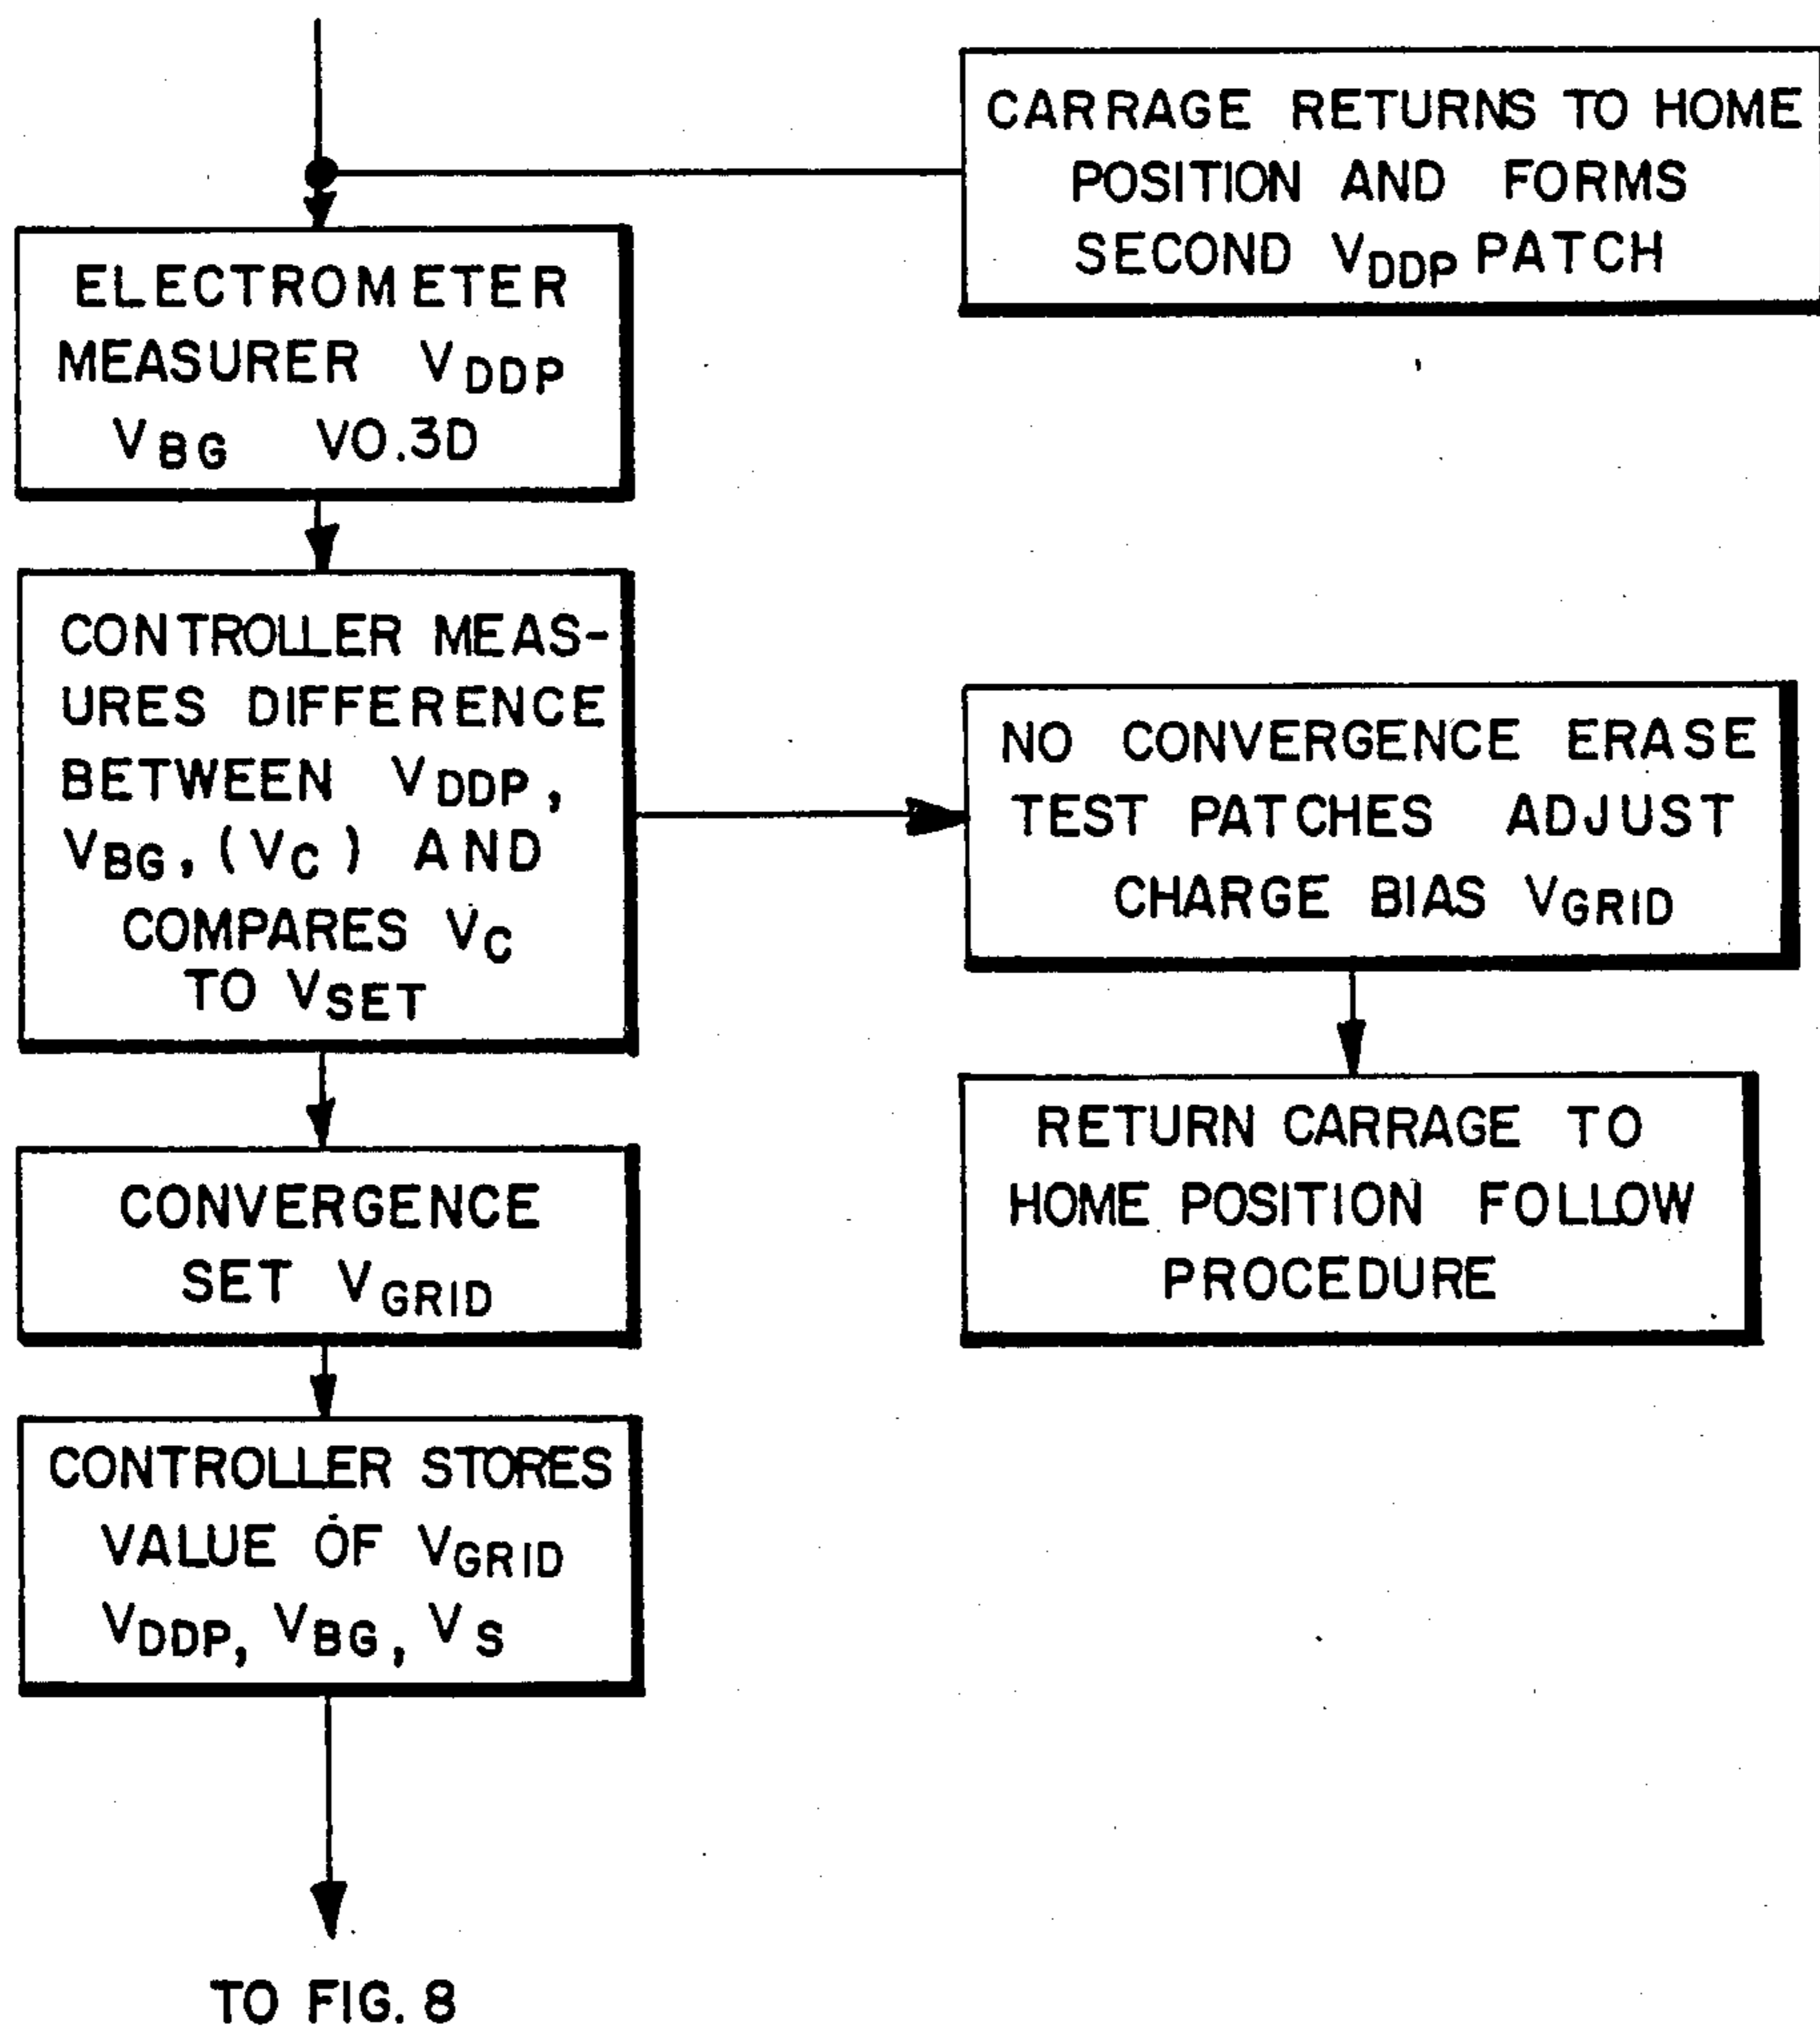 CARRAGE RETURNS TO HOME
POSITION AND FORMS
SECOND VDDP PATCH
ELECTROMETER
MEASURER VDDP
VBG VO.3D
CONTROLLER MEAS-
URES DIFFERENCE
BETWEEN VDDP,
VBG, (VC) AND
COMPARES VC
TO VSET
NO CONVERGENCE ERASE
TEST PATCHES ADJUST
CHARGE BIAS VGRID
RETURN CARRAGE TO
HOME POSITION FOLLOW
PROCEDURE
CONVERGENCE
SET VGRID
CONTROLLER STORES
VALUE OF VGRID
VDDP, VBG, VS
TO FIG. 8